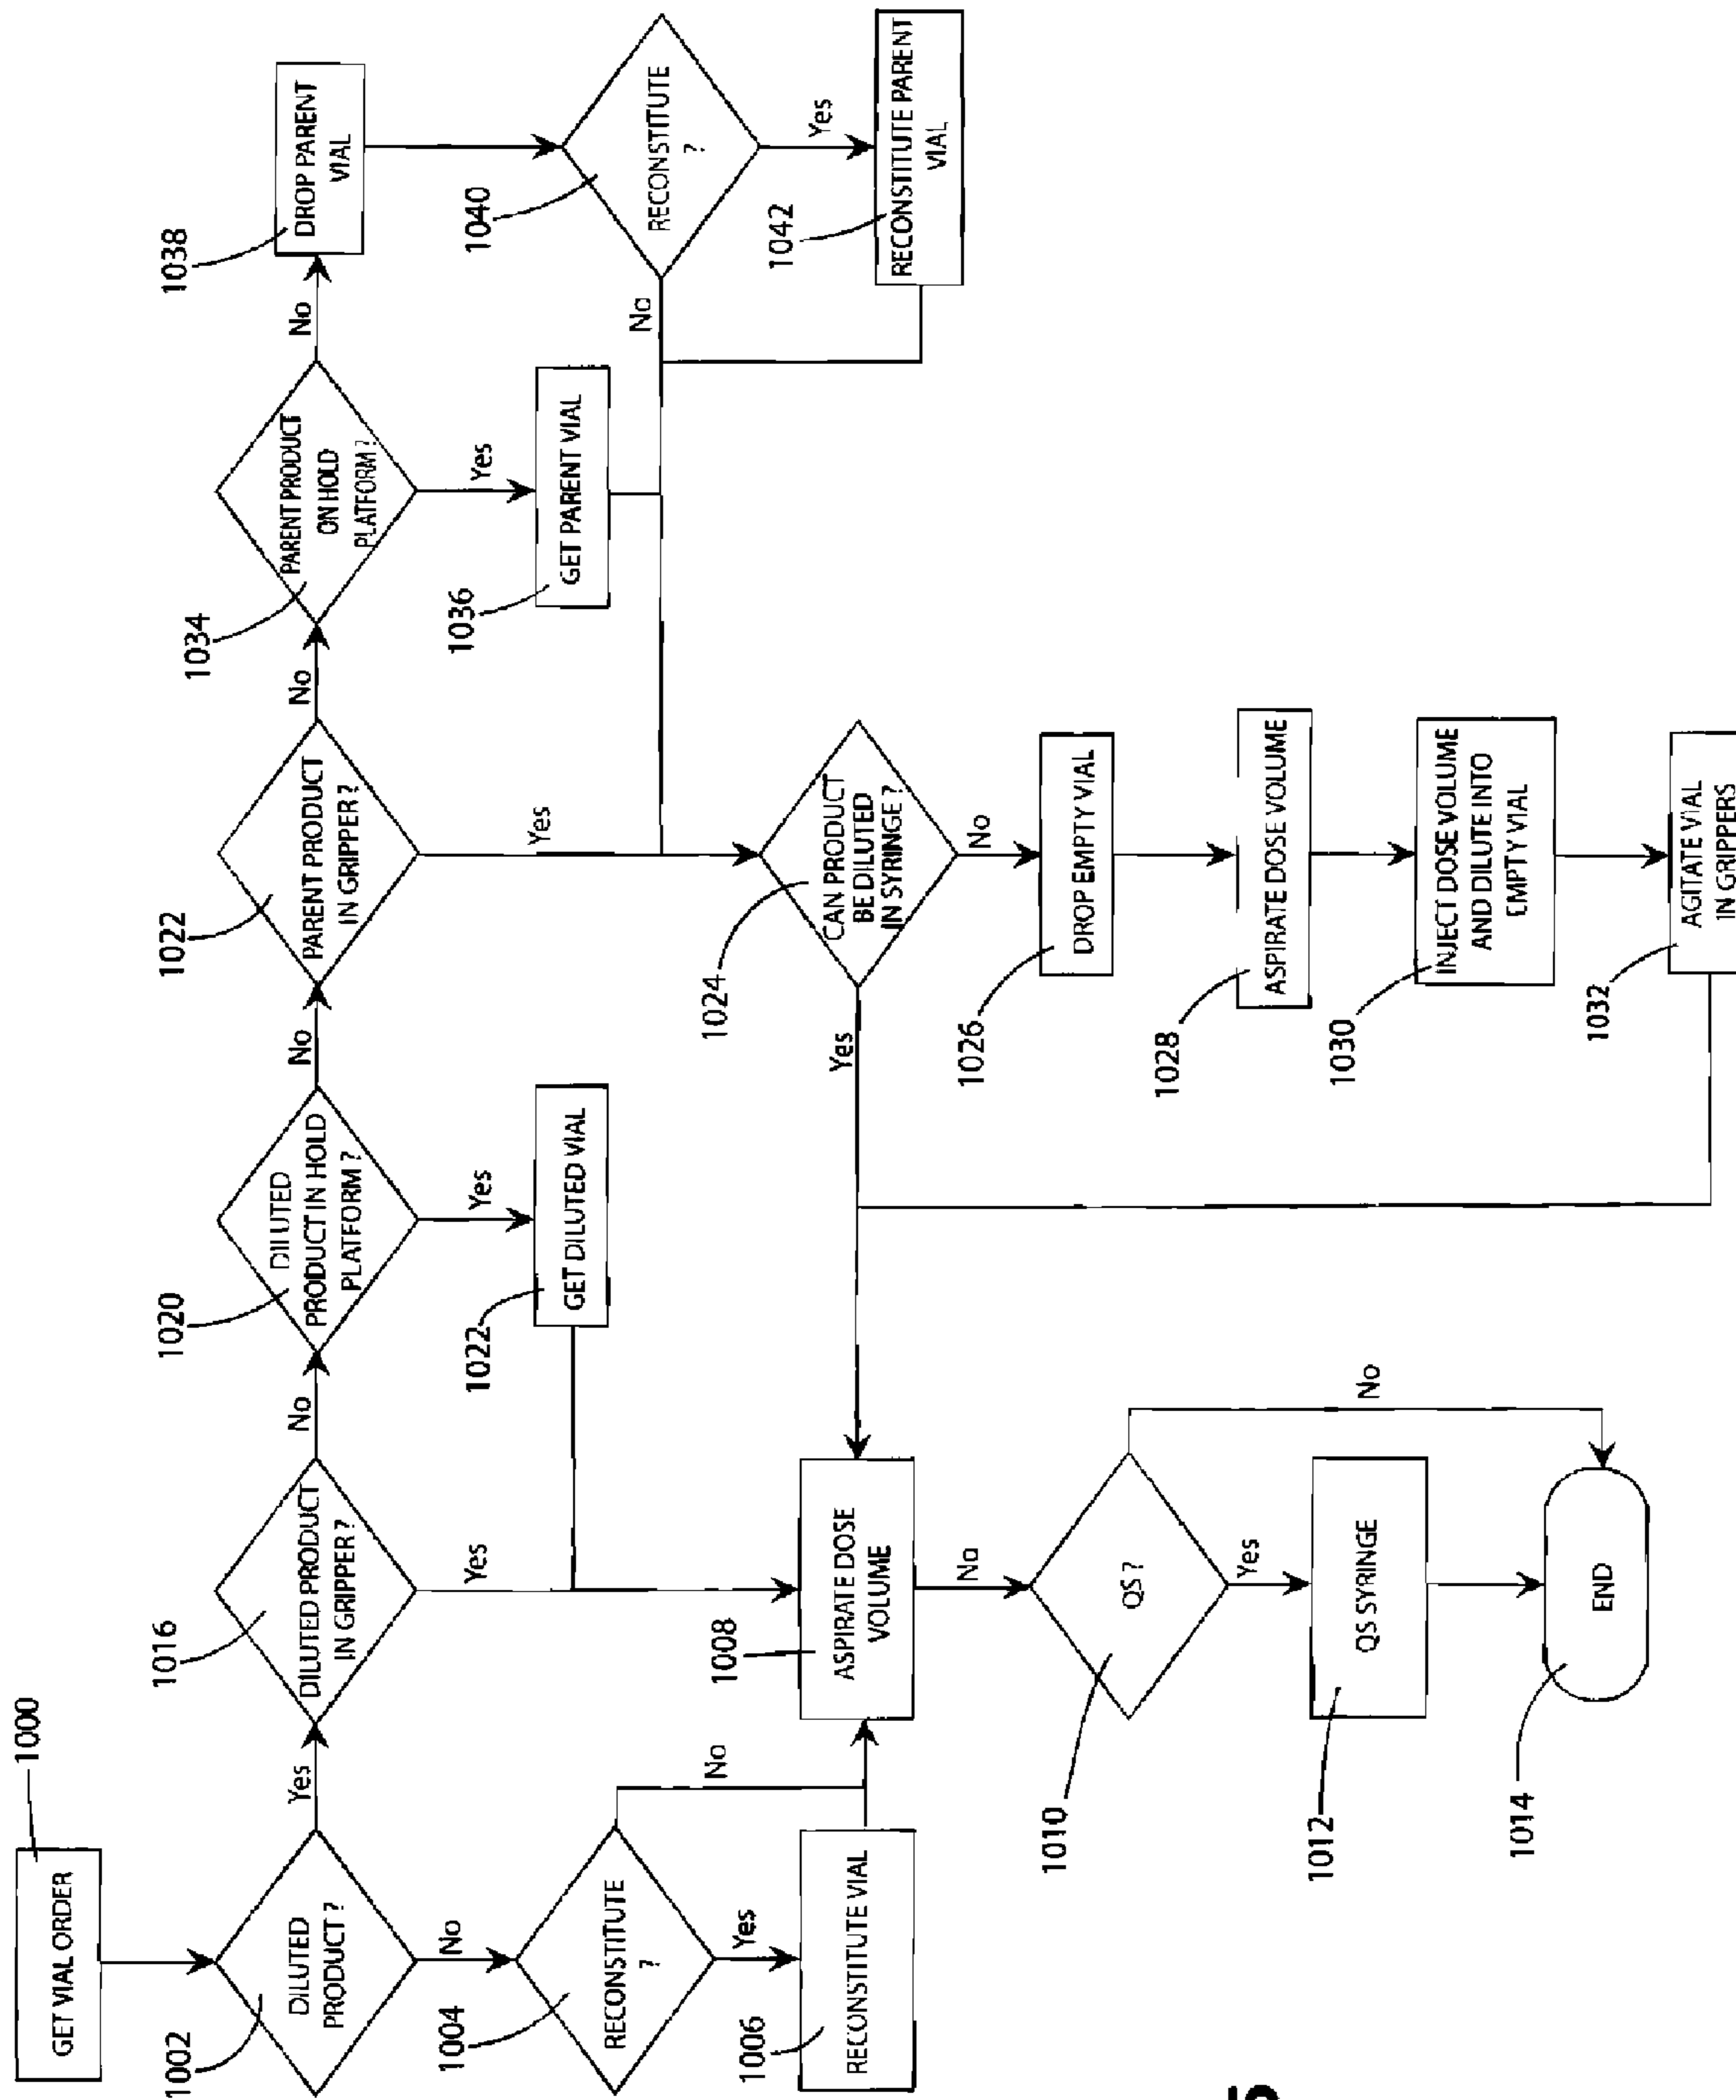 1000
GET VIAL ORDER
1002
DILUTED
PRODUCT ?
Yes
No
1004
RECONSTITUTE
?
No
Yes
1006
RECONSTITUTE VIAL
1016
DILUTED PRODUCT
IN GRIPPER ?
No
Yes
1020
DILUTED
PRODUCT IN HOLD
PLATFORM ?
No
Yes
1022
GET DILUTED VIAL
1022
PARENT PRODUCT
IN GRIPPER ?
No
Yes
1034
PARENT PRODUCT
ON HOLD
PLATFORM ?
No
Yes
1036
GET PARENT VIAL
1038
DROP PARENT
VIAL
1040
RECONSTITUTE
?
No
Yes
1042
RECONSTITUTE PARENT
VIAL
1024
CAN PRODUCT
BE DILUTED
IN SYRINGE ?
Yes
No
1026
DROP EMPTY VIAL
1028
ASPIRATE DOSE VOLUME
1030
INJECT DOSE VOLUME
AND DILUTE INTO
EMPTY VIAL
1032
AGITATE VIAL
IN GRIPPERS
1008
ASPIRATE DOSE
VOLUME
No
1010
QS ?
No
Yes
1012
QS SYRINGE
1014
END